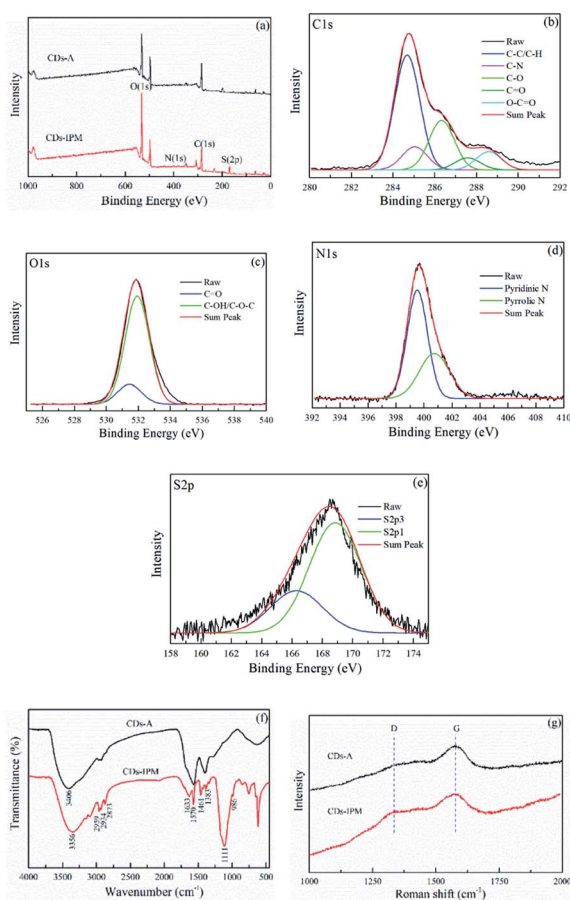 (a)
CDs-A
O(1s)
CDs-IPM
N(1s)
C(1s)
S(2p)
Intensity
1000 800 600 400 200 0
Binding Energy (eV)
C1s
(b)
Raw
C-C/C-H
C-N
C-O
C=O
O-C=O
Sum Peak
Intensity
280 282 284 286 288 290 292
Binding Energy (eV)
O1s
(c)
Raw
C=O
C-OH/C-O-C
Sum Peak
Intensity
526 528 530 532 534 536 538 540
Binding Energy (eV)
N1s
(d)
Raw
Pyridinic N
Pyrrolic N
Sum Peak
Intensity
392 394 396 398 400 402 404 406 408 410
Binding Energy (eV)
S2p
(e)
Raw
S2p3
S2p1
Sum Peak
Intensity
158 160 162 164 166 168 170 172 174
Binding Energy (eV)
(f)
CDs-A
CDs-IPM
3406
3356
2959
2934
2873
1633
1570
1461
1383
1111
986
Transmittance (%)
4000 3500 3000 2500 2000 1500 1000 500
Wavenumber (cm-1)
(g)
D
G
CDs-A
CDs-IPM
Intensity
1000 1250 1500 1750 2000
Roman shift (cm-1)